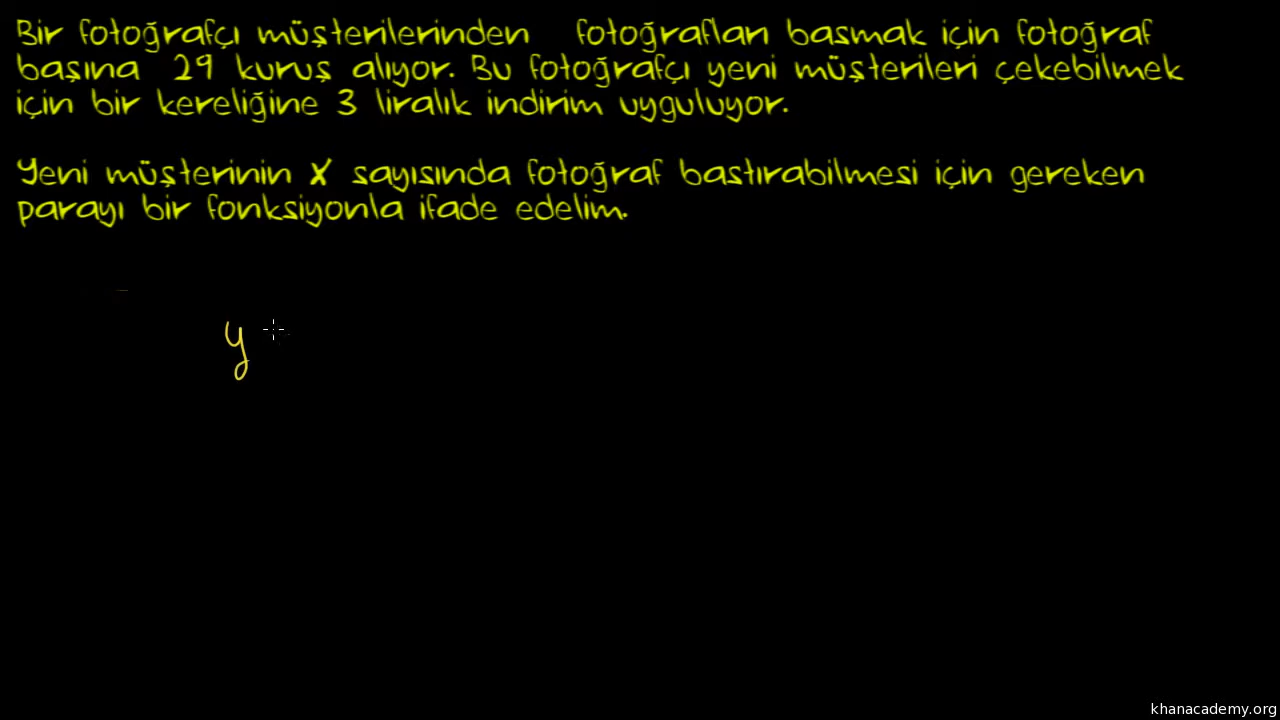 Bir fotoğrafçı müşterilerinden fotoğrafları basmak için fotoğraf
başına 29 kuruş alıyor. Bu fotoğrafçı yeni müşterileri çekebilmek
için bir kereliğine 3 liralık indirim uyguluyor.
Yeni müşterinin X sayısında fotoğraf bastırabilmesi için gereken
parayı bir fonksiyonla ifade edelim.
y
khanacademy.org